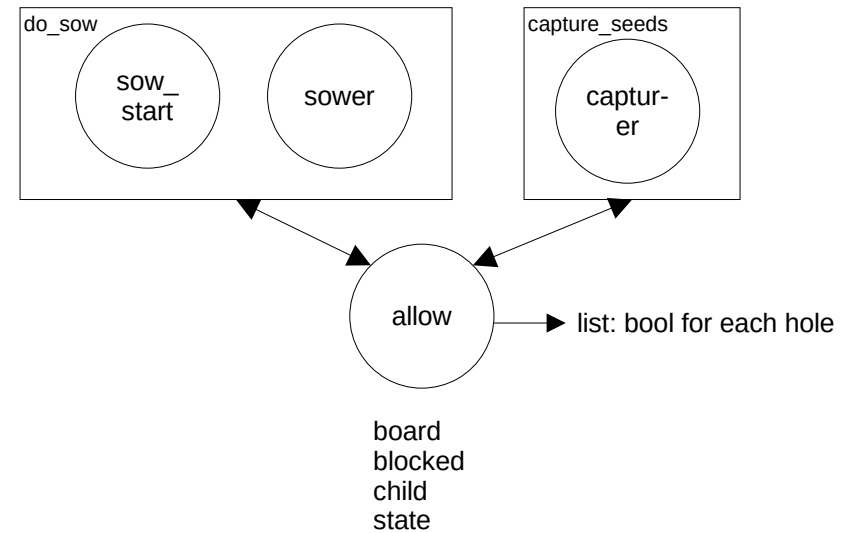 do_sow
sow_
start
sower
capture_seeds
captur-
er
allow
list: bool for each hole
board
blocked
child
state